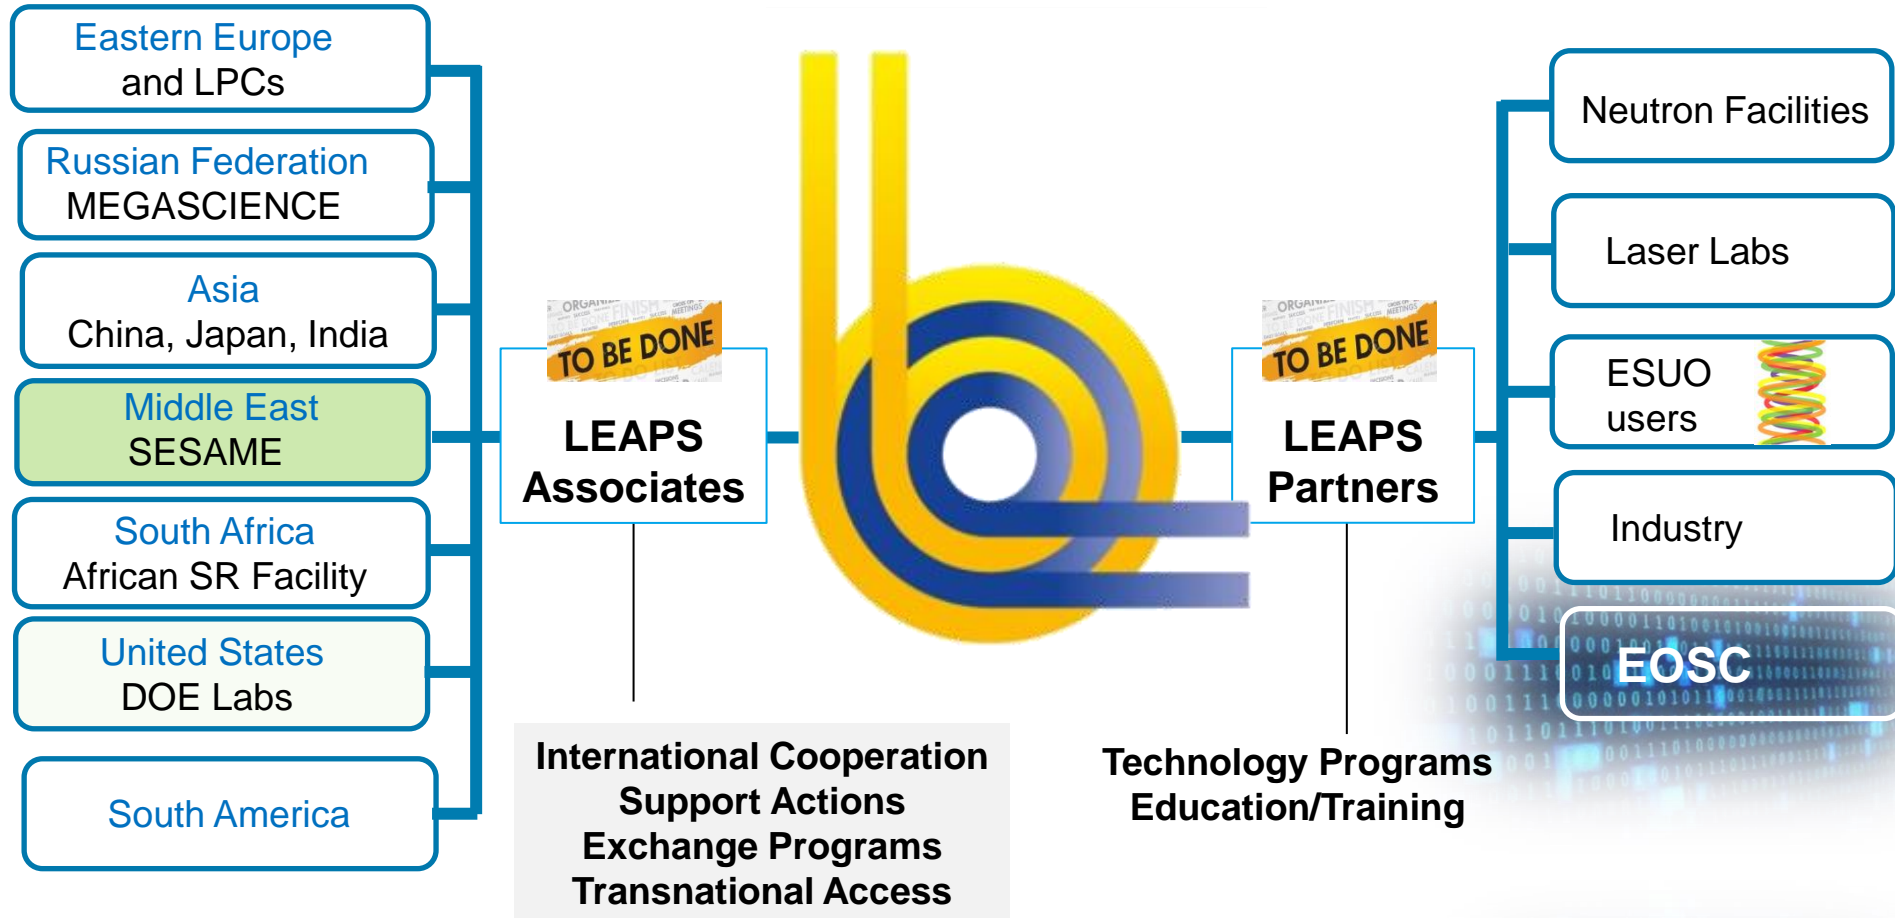 Eastern Europe
and LPCs
Russian Federation
MEGASCIENCE
Asia
China, Japan, India
Middle East
SESAME
South Africa
African SR Facility
United States
DOE Labs
South America
TO BE DONE
LEAPS
Associates
International Cooperation
Support Actions
Exchange Programs
Transnational Access
TO BE DONE
LEAPS
Partners
Technology Programs
Education/Training
Neutron Facilities
Laser Labs
ESUO
users
Industry
EOSC